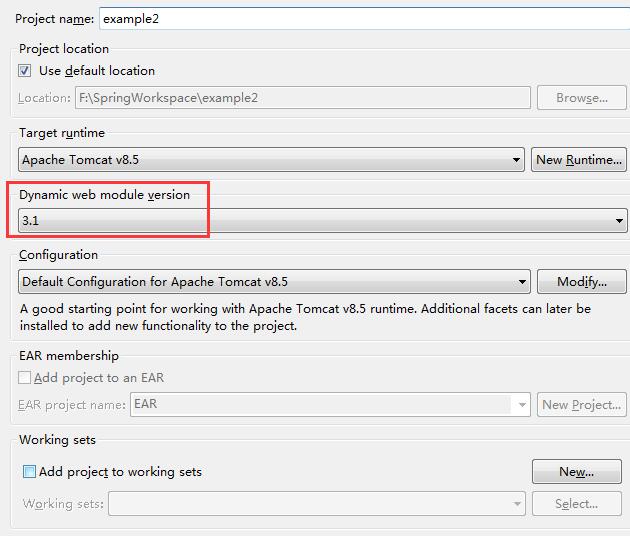 Project name: example2
Project location
Use default location
Location: F:\SpringWorkspace\example2 Browse...
Target runtime
Apache Tomcat v8.5 New Runtime...
Dynamic web module version
3.1
Configuration
Default Configuration for Apache Tomcat v8.5 Modify...
A good starting point for working with Apache Tomcat v8.5 runtime. Additional facets can later be
installed to add new functionality to the project.
EAR membership
Add project to an EAR
EAR project name: EAR New Project...
Working sets
Add project to working sets New...
Working sets: Select...